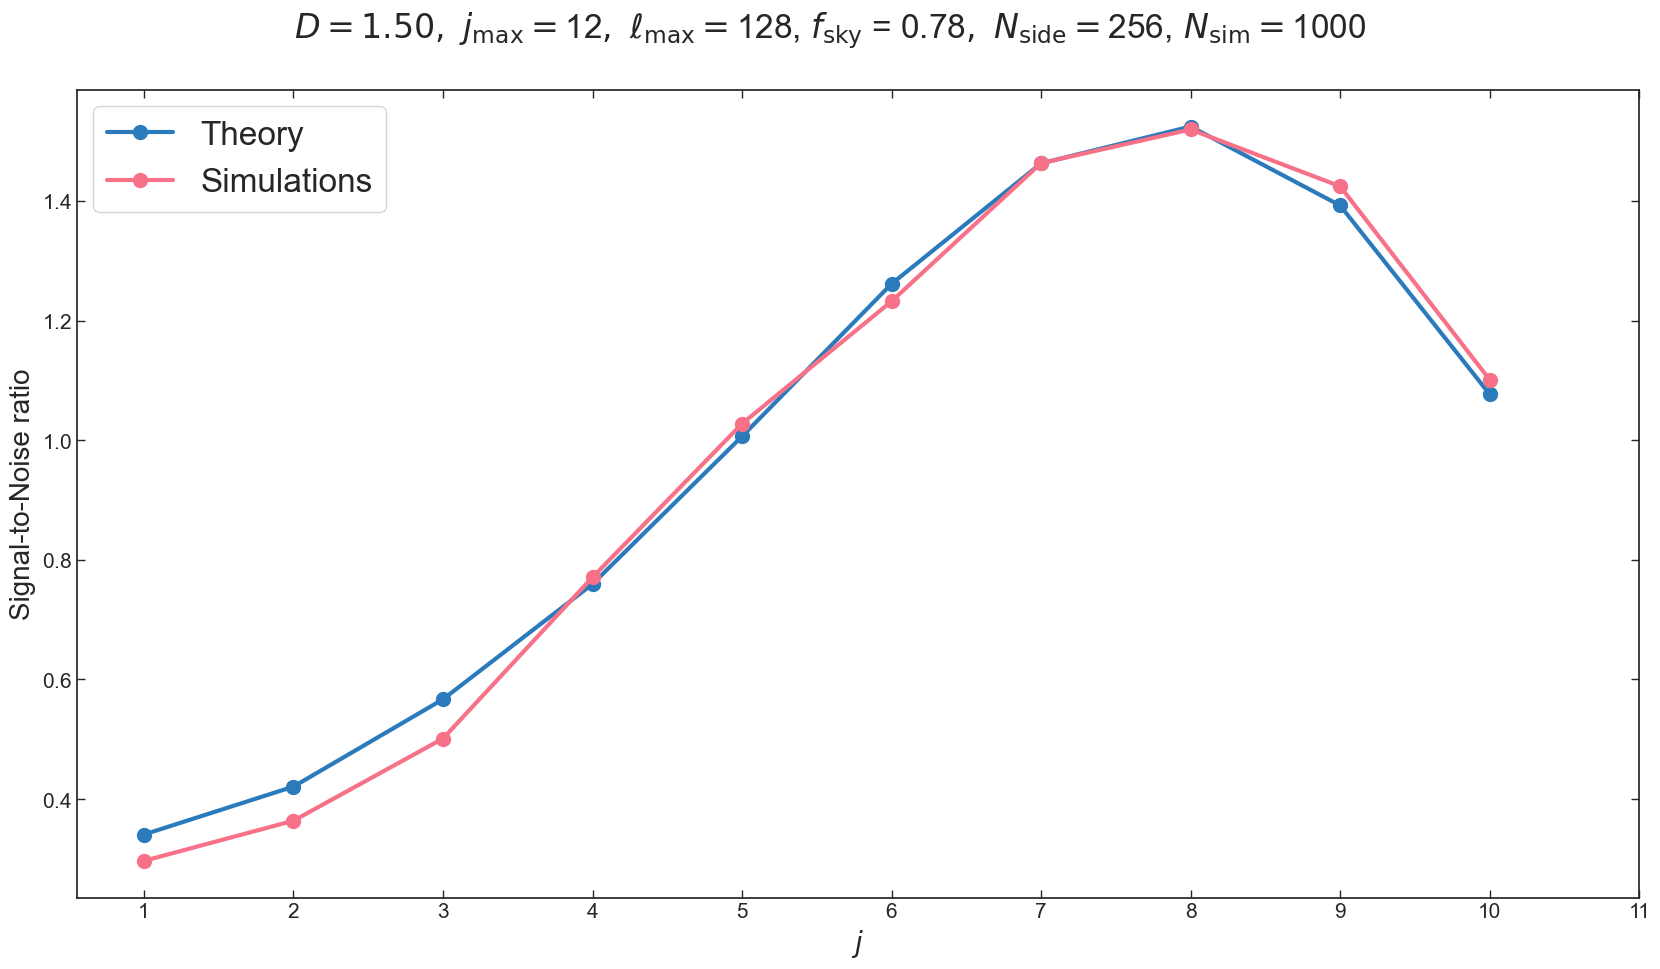 D = 1.50, j_max = 12, ℓ_max = 128, f_sky = 0.78, N_side = 256, N_sim = 1000
Theory
Simulations
Signal-to-Noise ratio
1.4
1.2
1.0
0.8
0.6
0.4
1 2 3 4 5 6 7 8 9 10 11
j